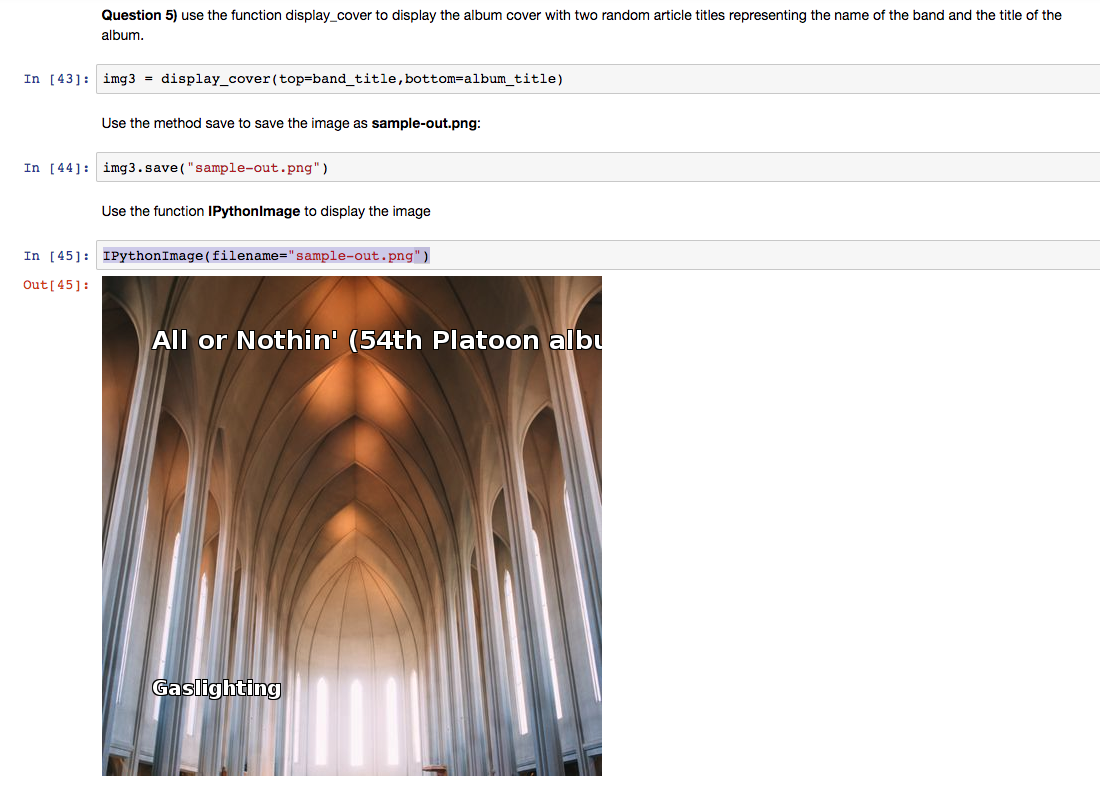 Question 5) use the function display_cover to display the album cover with two random article titles representing the name of the band and the title of the
album.
In [43]: img3 = display_cover(top=band_title,bottom=album_title)
Use the method save to save the image as sample-out.png:
In [44]: img3.save("sample-out.png")
Use the function IPythonImage to display the image
In [45]: IPythonImage(filename="sample-out.png")
Out[45]:
All or Nothin' (54th Platoon albu
Gaslighting